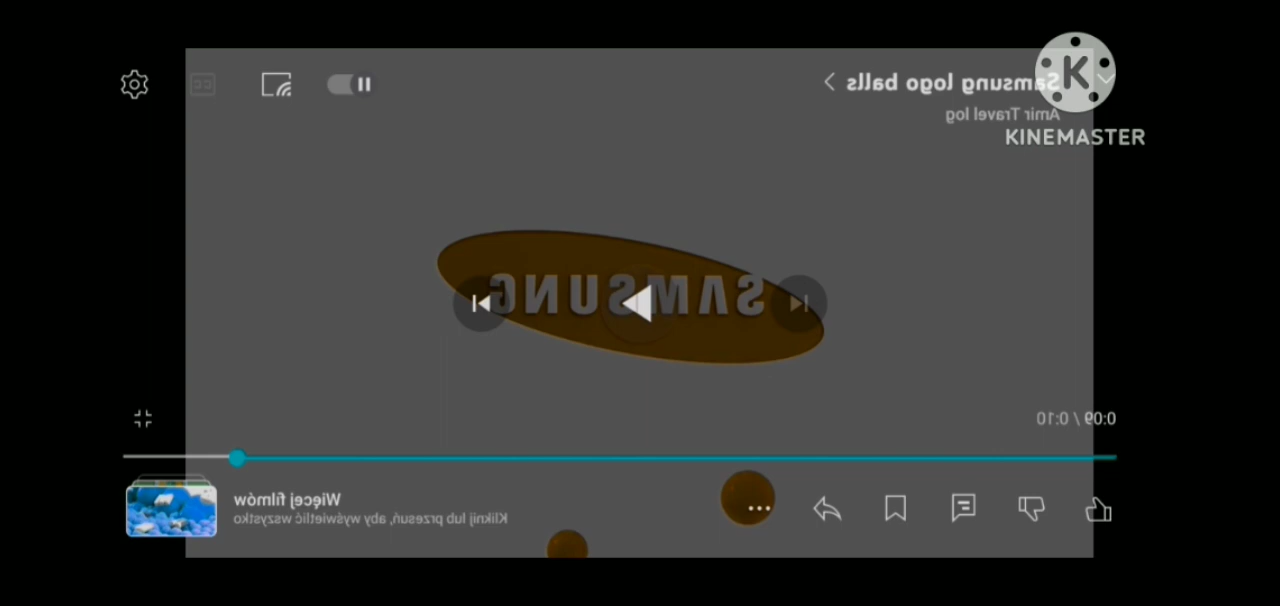 Samsung logo balls
Amir Travel log
K
KINEMASTER
CC
SAMSUNG
0:09 / 0:10
Więcej filmów
Kliknij lub przesuń, aby wyświetlić wszystko